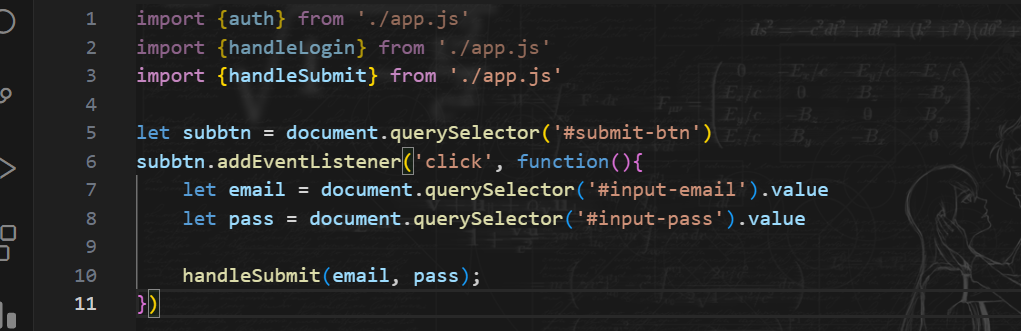 1 import {auth} from './app.js'
2 import {handleLogin} from './app.js'
3 import {handleSubmit} from './app.js'
4
5 let subbtn = document.querySelector('#submit-btn')
6 subbtn.addEventListener('click', function(){
7     let email = document.querySelector('#input-email').value
8     let pass = document.querySelector('#input-pass').value
9
10     handleSubmit(email, pass);
11 })